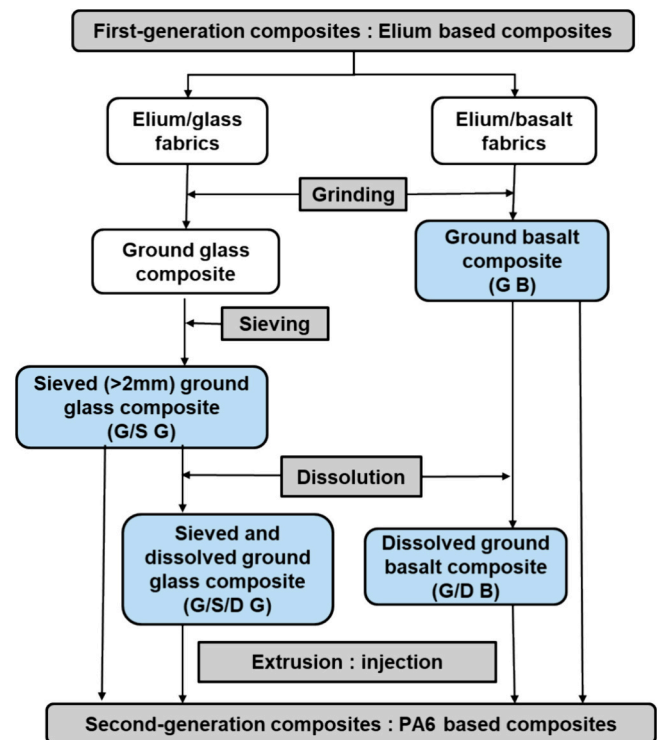 First-generation composites : Elium based composites
Elium/glass
fabrics
Elium/basalt
fabrics
Grinding
Ground glass
composite
Ground basalt
composite
(G B)
Sieving
Sieved (>2mm) ground
glass composite
(G/S G)
Dissolution
Sieved and
dissolved ground
glass composite
(G/S/D G)
Dissolved ground
basalt composite
(G/D B)
Extrusion : injection
Second-generation composites : PA6 based composites